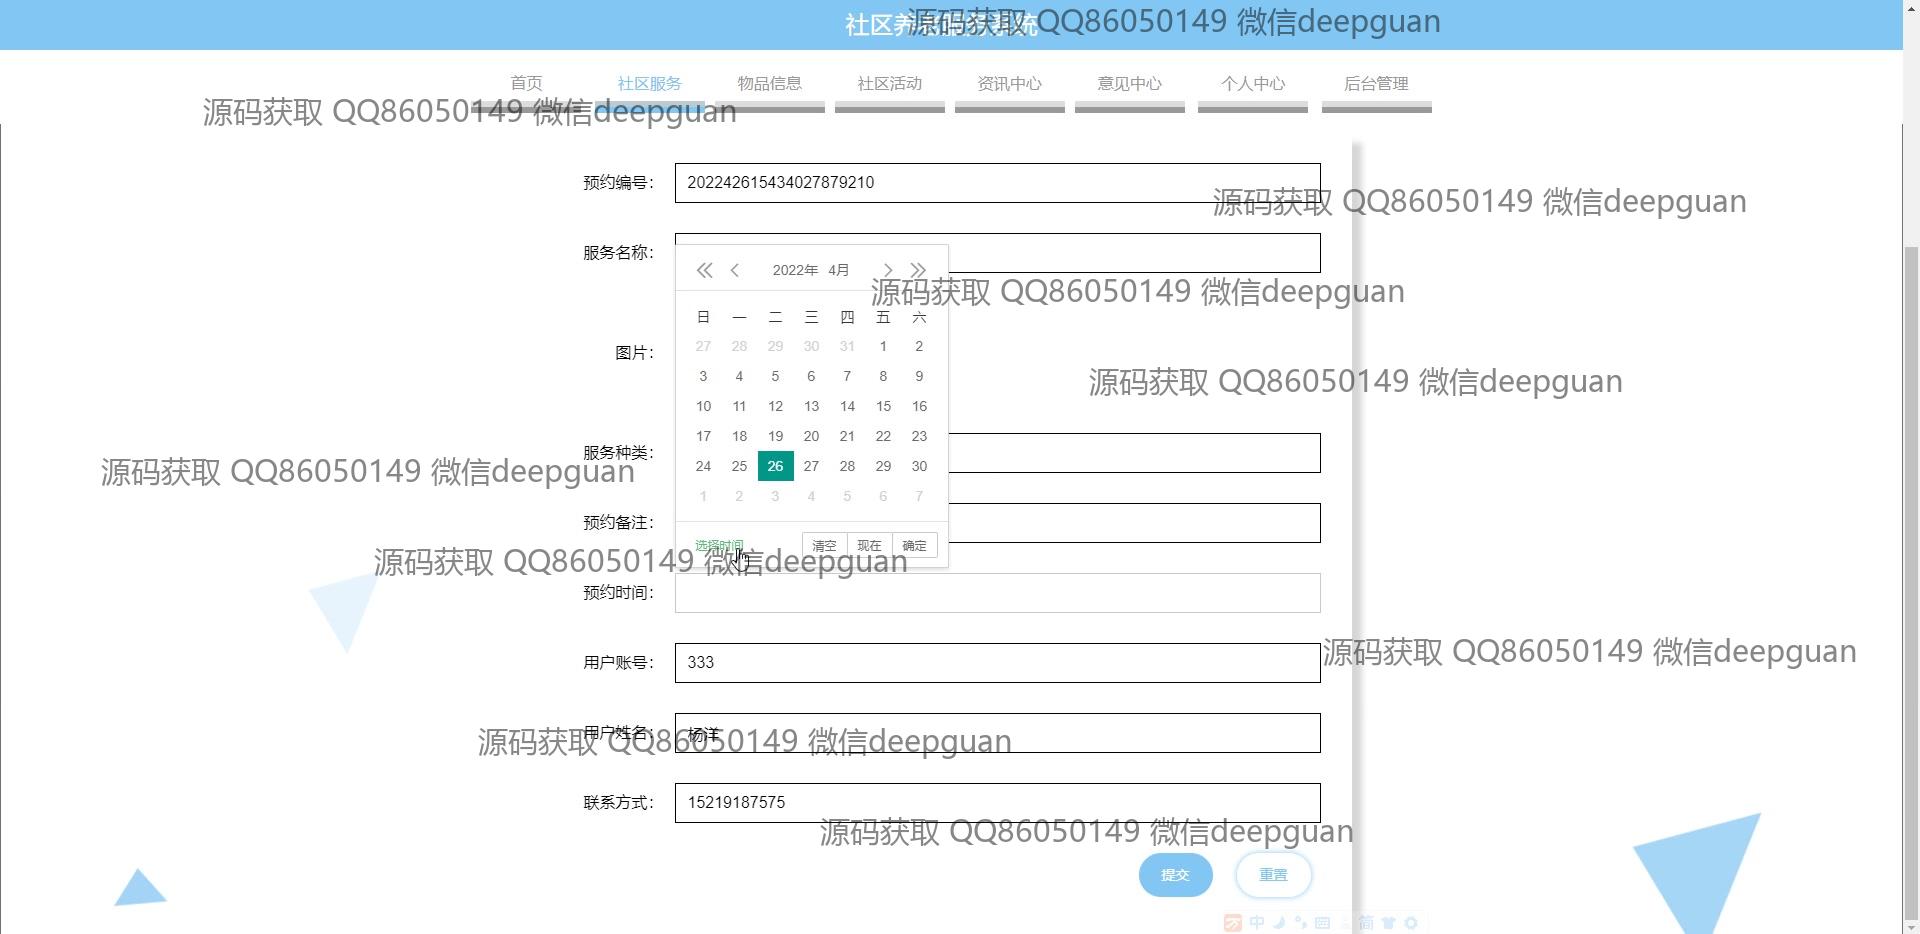 社区养老服务系统
源码获取 QQ86050149 微信deepguan
首页 社区服务 物品信息 社区活动 资讯中心 意见中心 个人中心 后台管理
源码获取 QQ86050149 微信deepguan
预约编号： 202242615434027879210
源码获取 QQ86050149 微信deepguan
服务名称：
2022年 4月
源码获取 QQ86050149 微信deepguan
日 一 二 三 四 五 六
27 28 29 30 31 1 2
图片：
3 4 5 6 7 8 9
源码获取 QQ86050149 微信deepguan
10 11 12 13 14 15 16
17 18 19 20 21 22 23
服务种类：
24 25 26 27 28 29 30
源码获取 QQ86050149 微信deepguan
1 2 3 4 5 6 7
预约备注：
选择时间 清空 现在 确定
源码获取 QQ86050149 微信deepguan
预约时间：
用户账号： 333
源码获取 QQ86050149 微信deepguan
用户姓名： 杨洋
源码获取 QQ86050149 微信deepguan
联系方式： 15219187575
源码获取 QQ86050149 微信deepguan
提交 重置
中 简